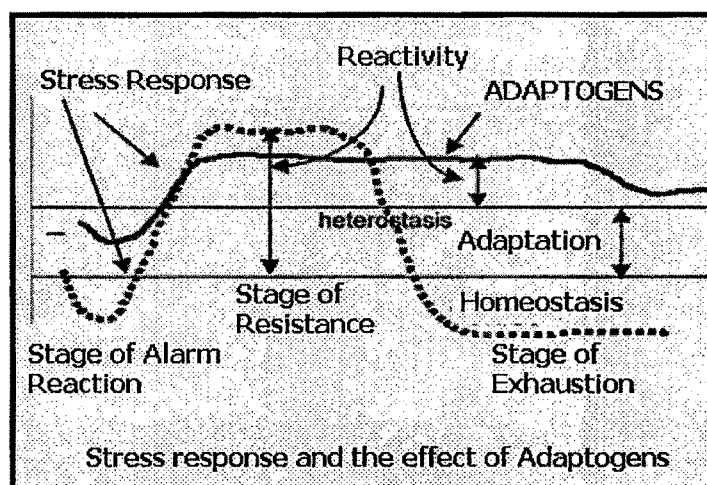 Reactivity
Stress Response
ADAPTOGENS
heterostasis
Adaptation
Stage of
Resistance
Homeostasis
Stage of Alarm
Reaction
Stage of
Exhaustion
Stress response and the effect of Adaptogens